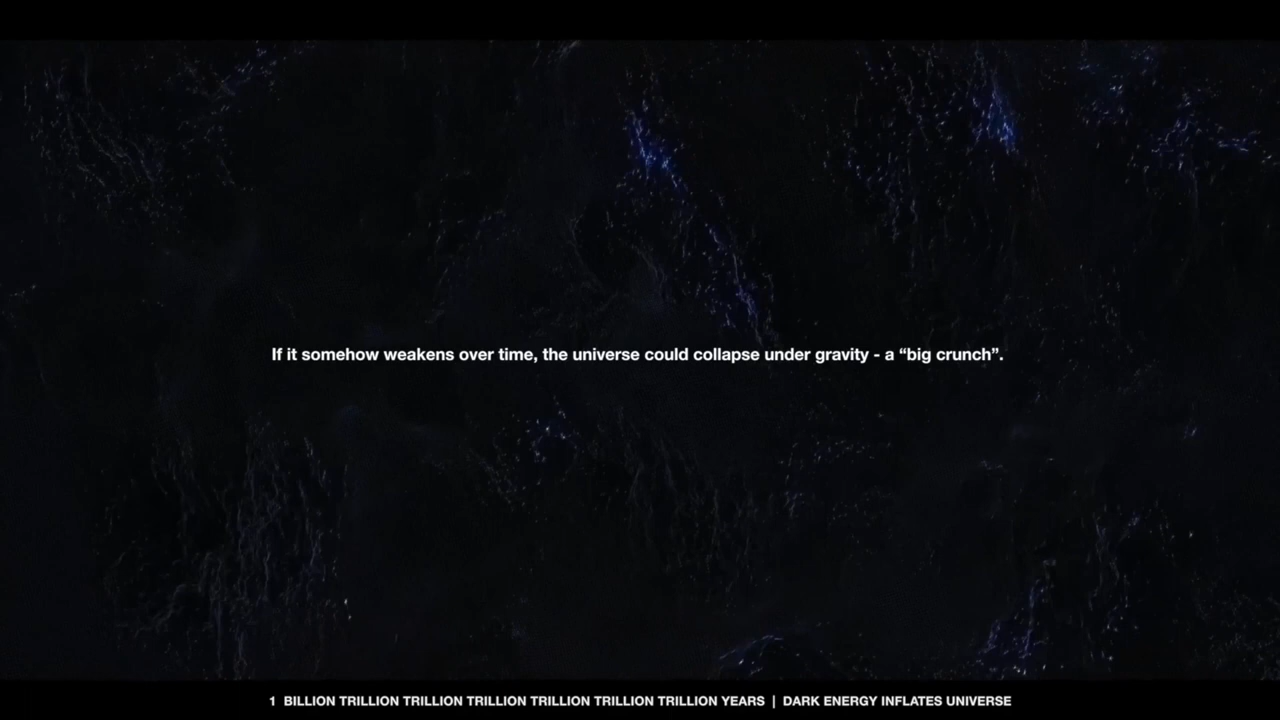 If it somehow weakens over time, the universe could collapse under gravity - a “big crunch”.
1 BILLION TRILLION TRILLION TRILLION TRILLION TRILLION TRILLION YEARS | DARK ENERGY INFLATES UNIVERSE